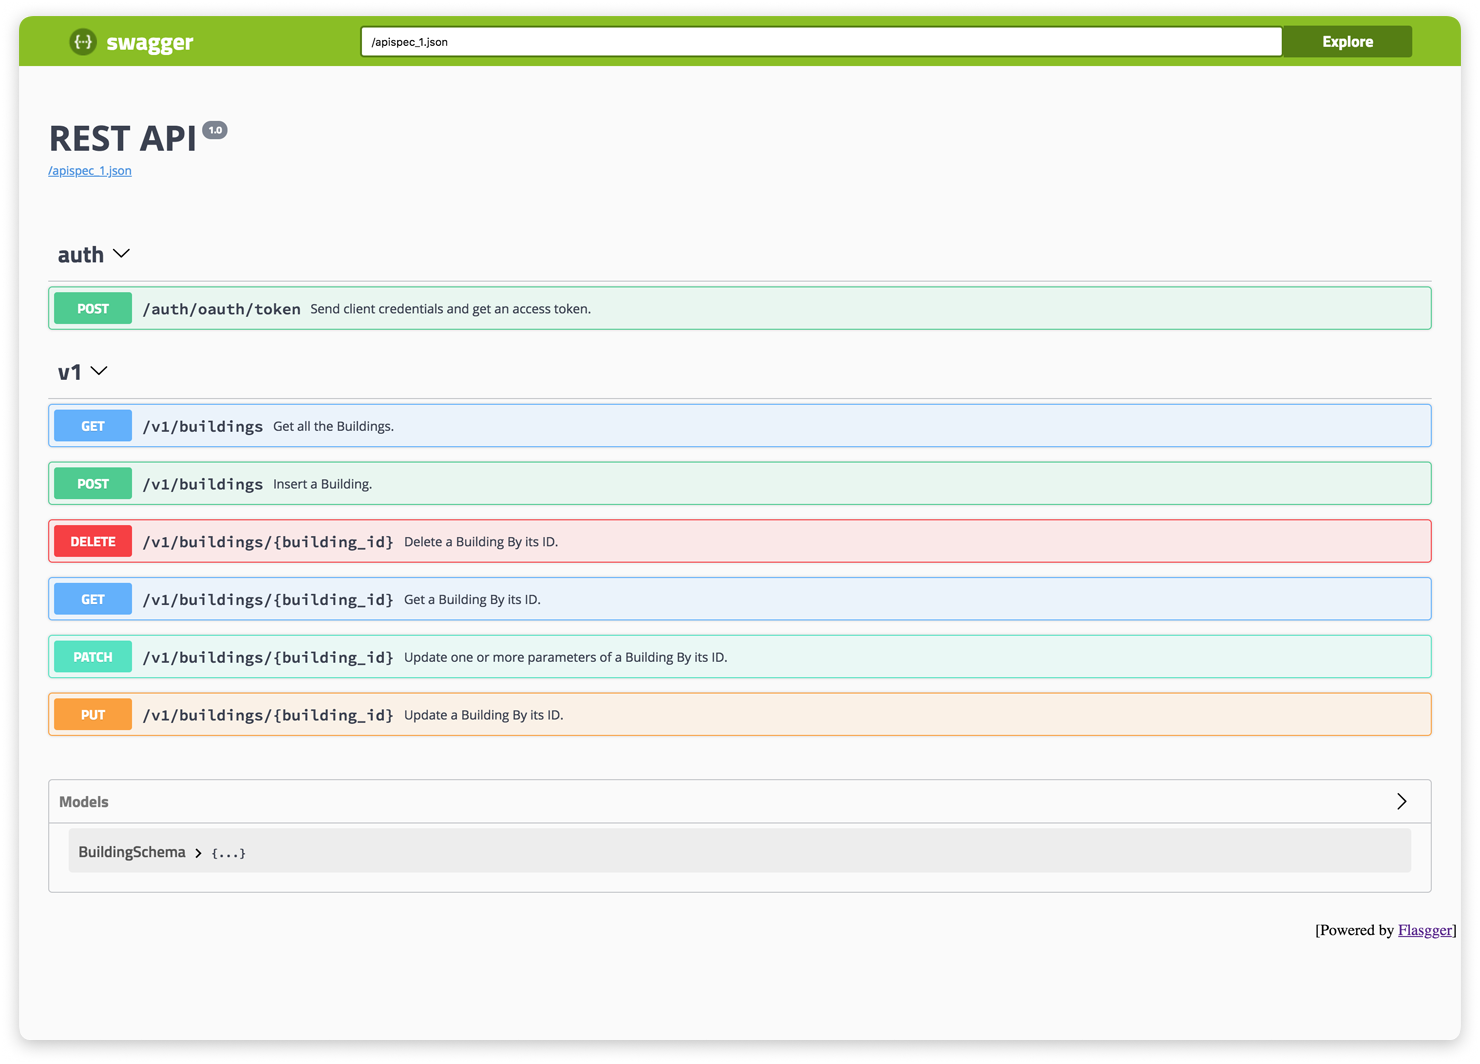 {...} swagger /apispec_1.json Explore
REST API 1.0
/apispec_1.json
auth
POST /auth/oauth/token Send client credentials and get an access token.
v1
GET /v1/buildings Get all the Buildings.
POST /v1/buildings Insert a Building.
DELETE /v1/buildings/{building_id} Delete a Building By its ID.
GET /v1/buildings/{building_id} Get a Building By its ID.
PATCH /v1/buildings/{building_id} Update one or more parameters of a Building By its ID.
PUT /v1/buildings/{building_id} Update a Building By its ID.
Models
BuildingSchema {...}
[Powered by Flasgger]